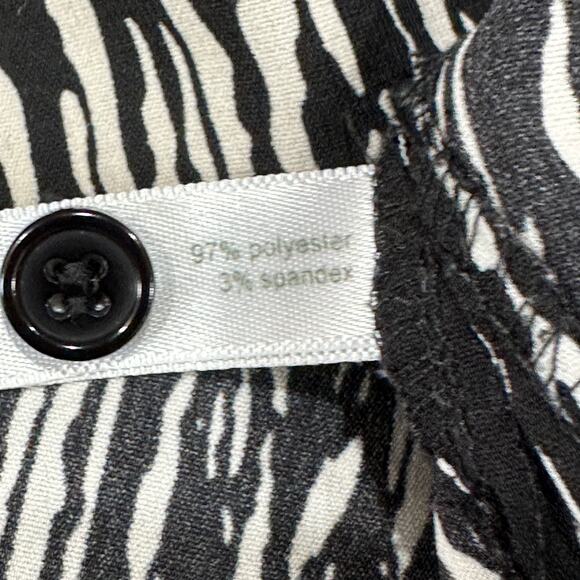 97% polyester
3% spandex